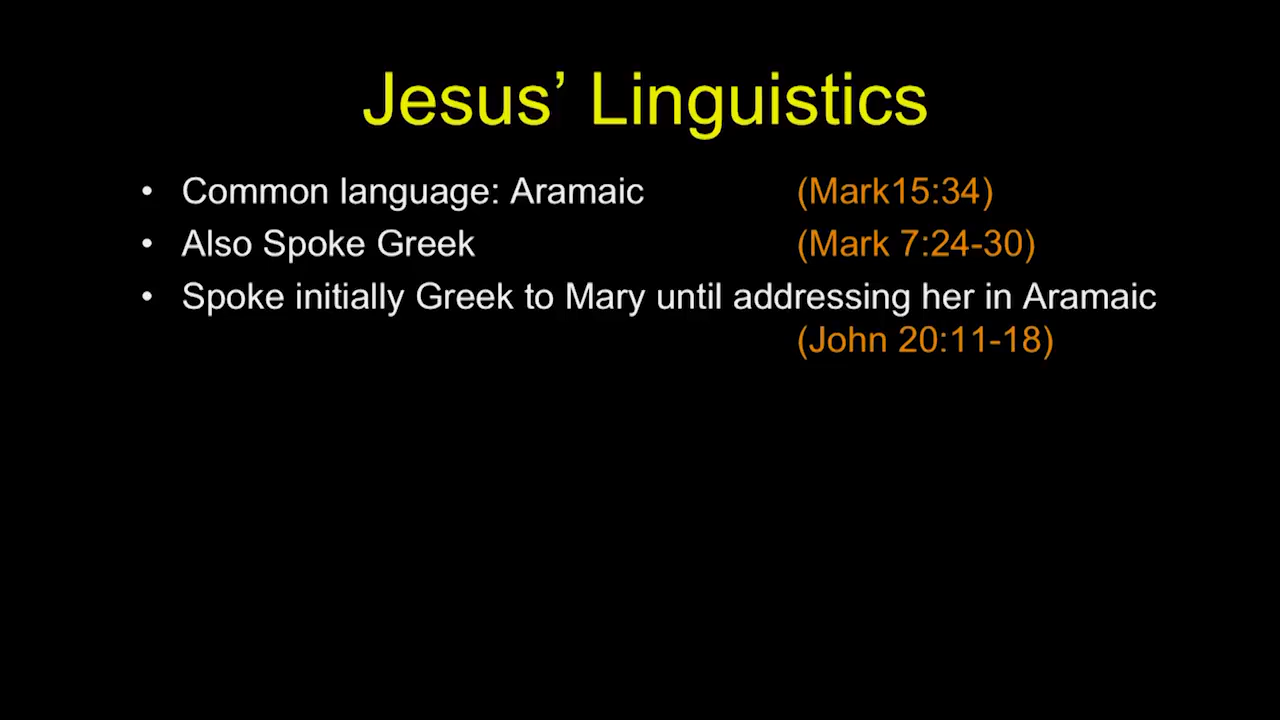 Jesus’ Linguistics
• Common language: Aramaic (Mark15:34)
• Also Spoke Greek (Mark 7:24-30)
• Spoke initially Greek to Mary until addressing her in Aramaic
(John 20:11-18)